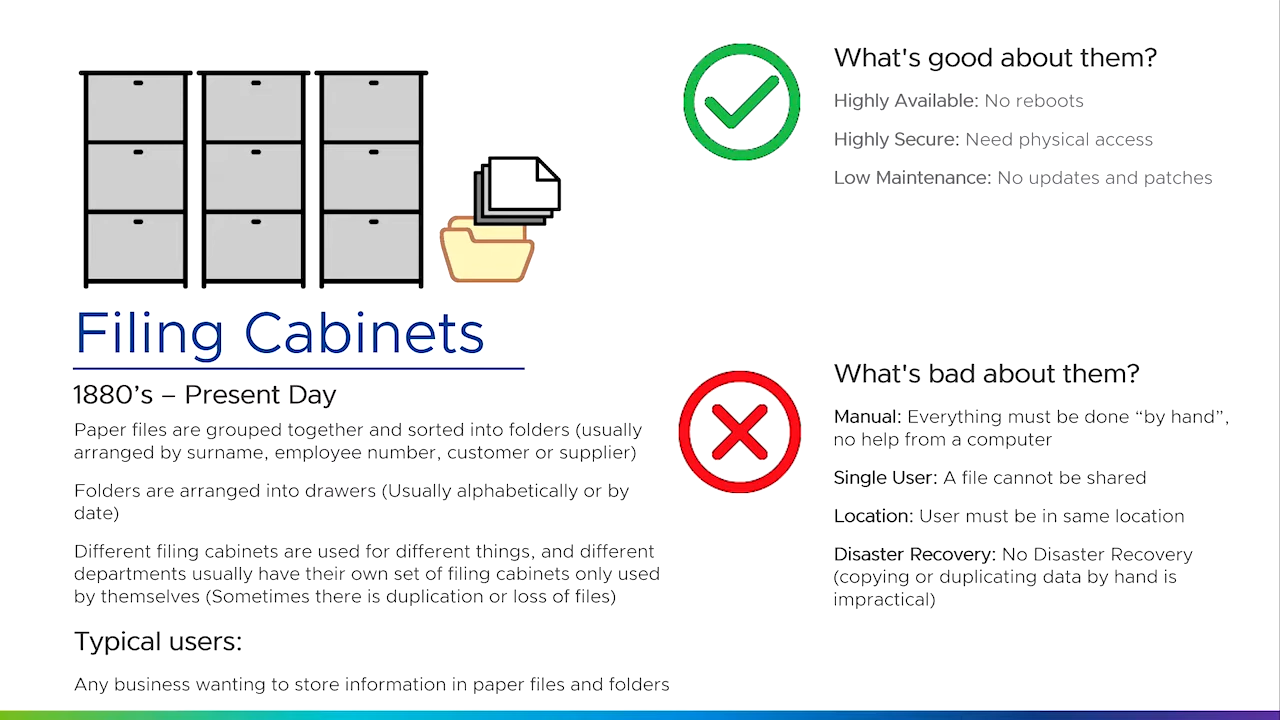 Filing Cabinets
1880’s – Present Day
Paper files are grouped together and sorted into folders (usually
arranged by surname, employee number, customer or supplier)
Folders are arranged into drawers (Usually alphabetically or by
date)
Different filing cabinets are used for different things, and different
departments usually have their own set of filing cabinets only used
by themselves (Sometimes there is duplication or loss of files)
Typical users:
Any business wanting to store information in paper files and folders
What's good about them?
Highly Available: No reboots
Highly Secure: Need physical access
Low Maintenance: No updates and patches
What's bad about them?
Manual: Everything must be done “by hand”,
no help from a computer
Single User: A file cannot be shared
Location: User must be in same location
Disaster Recovery: No Disaster Recovery
(copying or duplicating data by hand is
impractical)